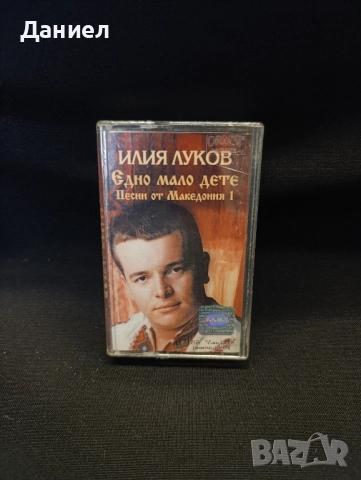 Даниел
ИЛИЯ ЛУКОВ
ЕДНО МАЛО ДЕТЕ
ПЕСНИ ОТ МАКЕДОНИЯ 1
BAZAR